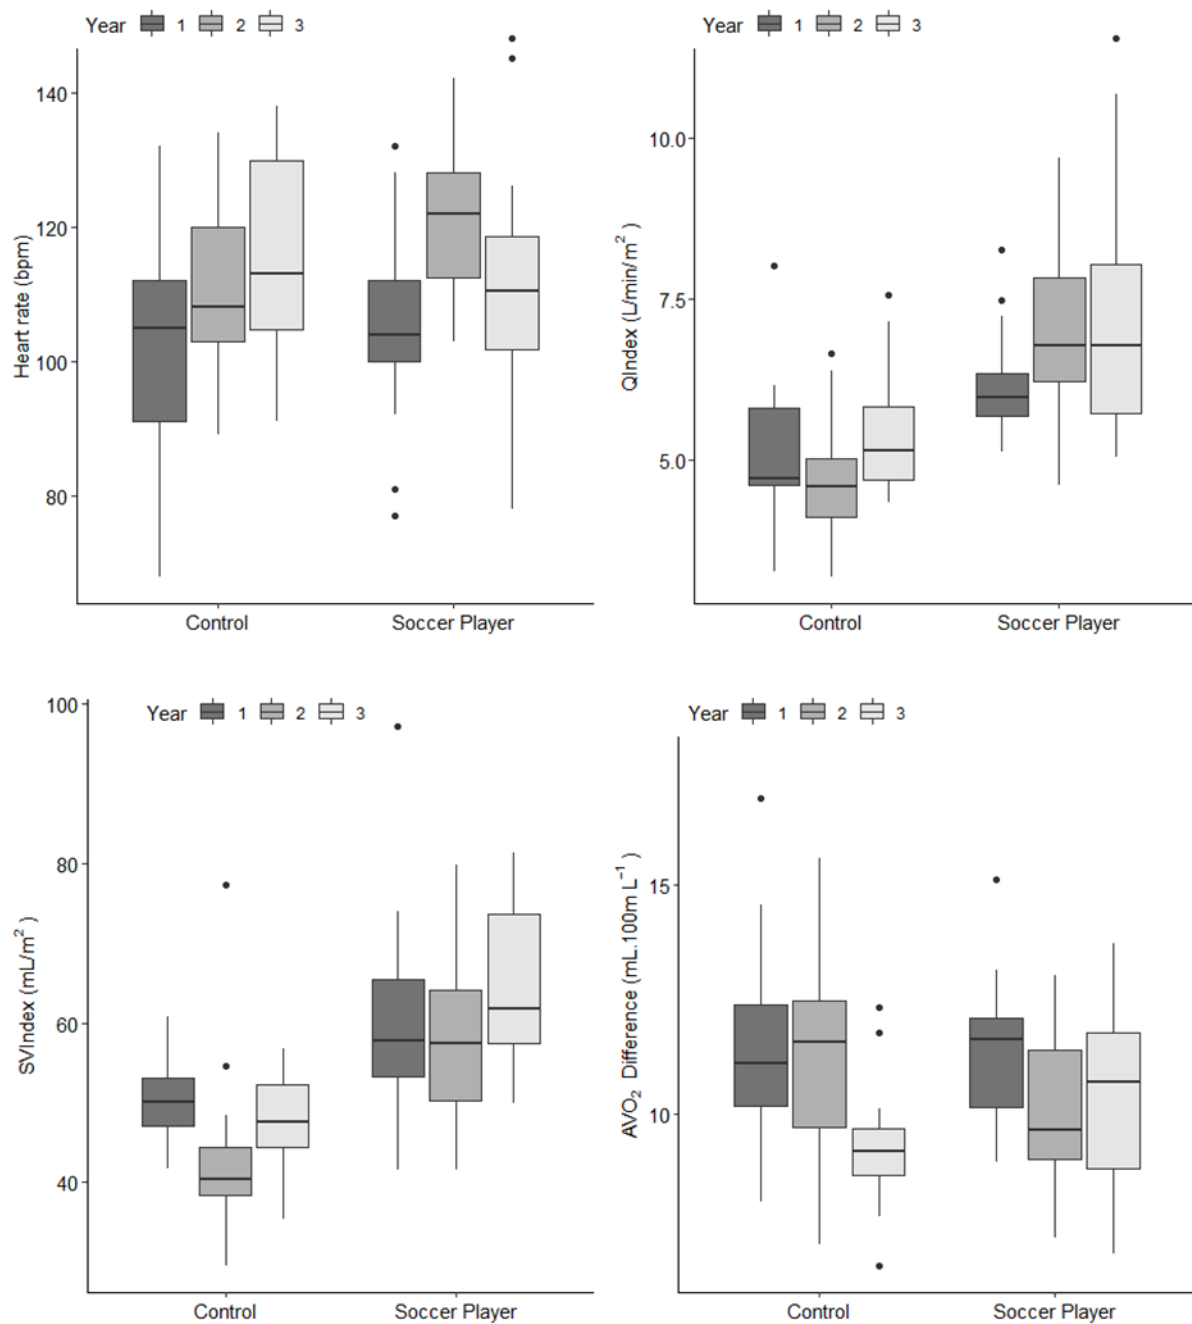 Year 1 2 3
Heart rate (bpm)
140
120
100
80
Control Soccer Player
Year 1 2 3
QIndex (L/min/m² )
10.0
7.5
5.0
Control Soccer Player
Year 1 2 3
SVIndex (mL/m² )
100
80
60
40
Control Soccer Player
Year 1 2 3
AVO₂ Difference (mL.100m L⁻¹ )
15
10
Control Soccer Player